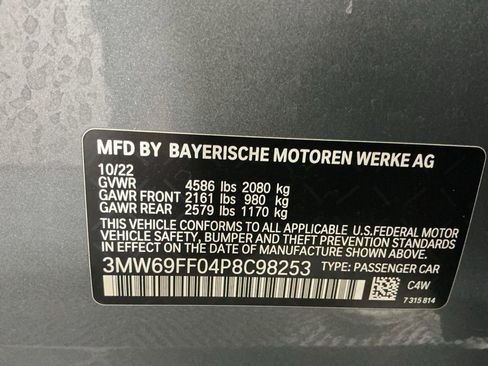 MFD BY BAYERISCHE MOTOREN WERKE AG
10/22
GVWR 4586 lbs 2080 kg
GAWR FRONT 2161 lbs 980 kg
GAWR REAR 2579 lbs 1170 kg
THIS VEHICLE CONFORMS TO ALL APPLICABLE U.S.FEDERAL MOTOR
VEHICLE SAFETY, BUMPER AND THEFT PREVENTION STANDARDS
IN EFFECT ON THE DATE OF MANUFACTURE SHOWN ABOVE.
3MW69FF04P8C98253 TYPE: PASSENGER CAR
C4W
7 315 814